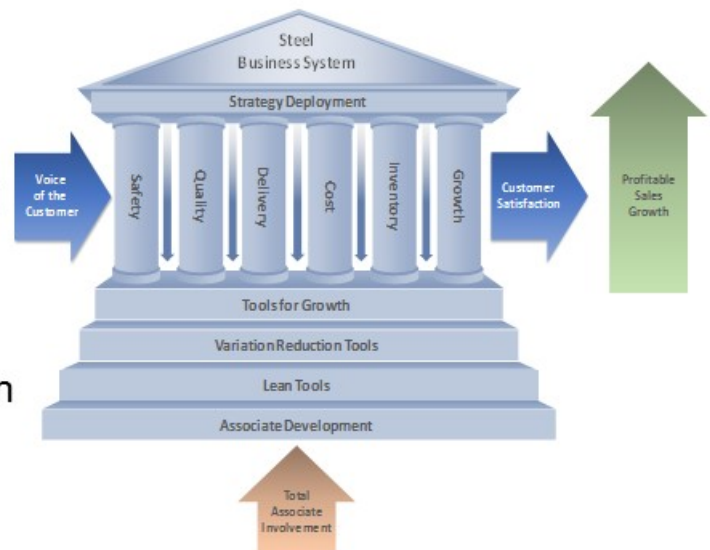 Steel
Business System
Strategy Deployment
Voice
of the
Customer
Safety
Quality
Delivery
Cost
Inventory
Growth
Customer
Satisfaction
Profitable
Sales
Growth
Tools for Growth
Variation Reduction Tools
Lean Tools
Associate Development
Total
Associate
Involvement